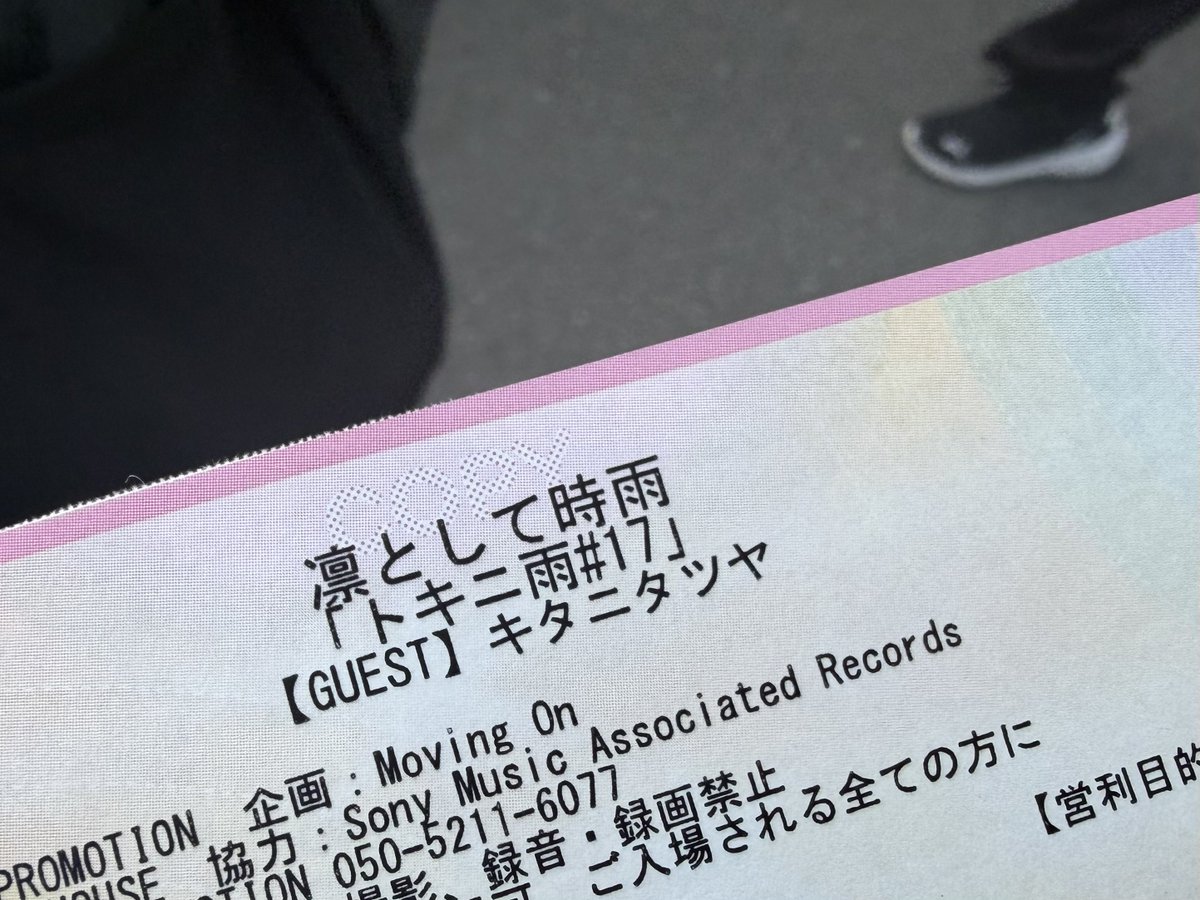 COPY
凛として時雨
「トキニ雨#17」
【GUEST】キタニタツヤ
企画:Moving On
PROMOTION 協力:Sony Music Associated Records
050-5211-6077
撮影、録音・録画禁止
ご入場される全ての方に
【営利目的